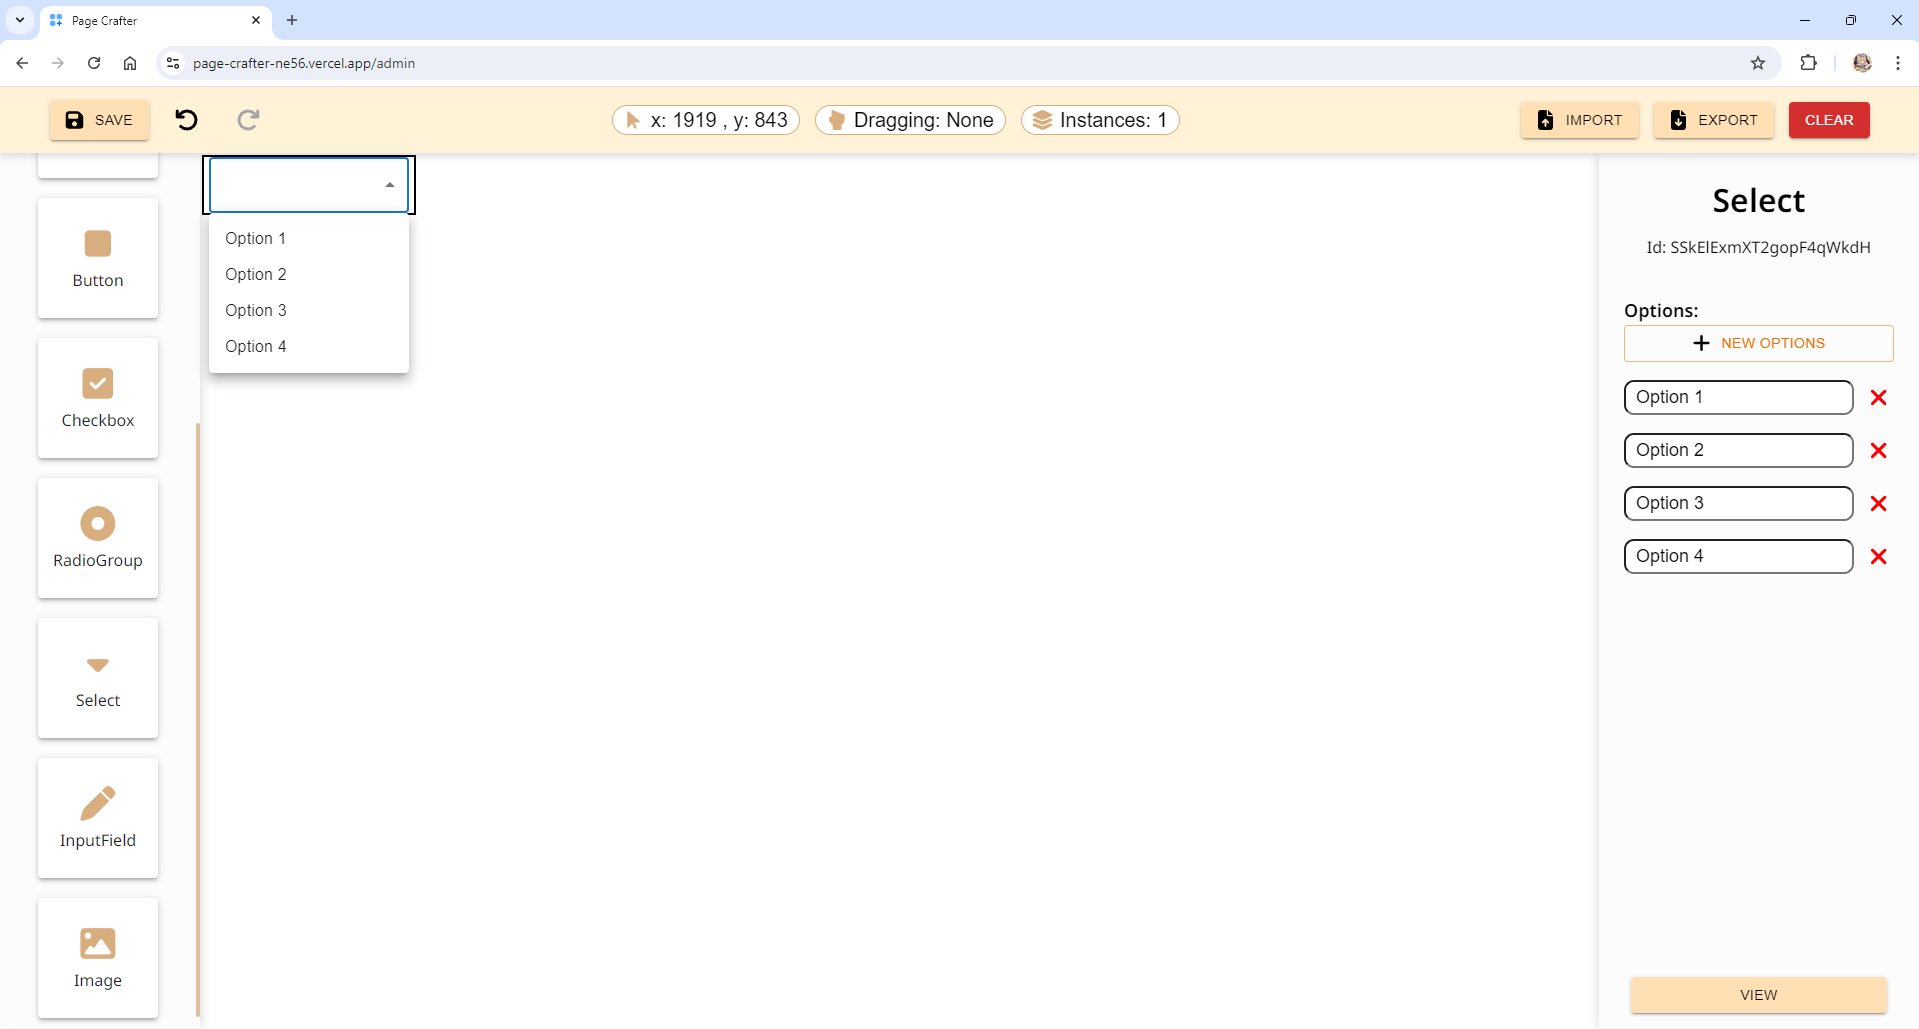 Page Crafter
page-crafter-ne56.vercel.app/admin
SAVE
x: 1919 , y: 843
Dragging: None
Instances: 1
IMPORT
EXPORT
CLEAR
Button
Checkbox
RadioGroup
Select
InputField
Image
Option 1
Option 2
Option 3
Option 4
Select
Id: SSkElExmXT2gopF4qWkdH
Options:
NEW OPTIONS
Option 1
Option 2
Option 3
Option 4
VIEW